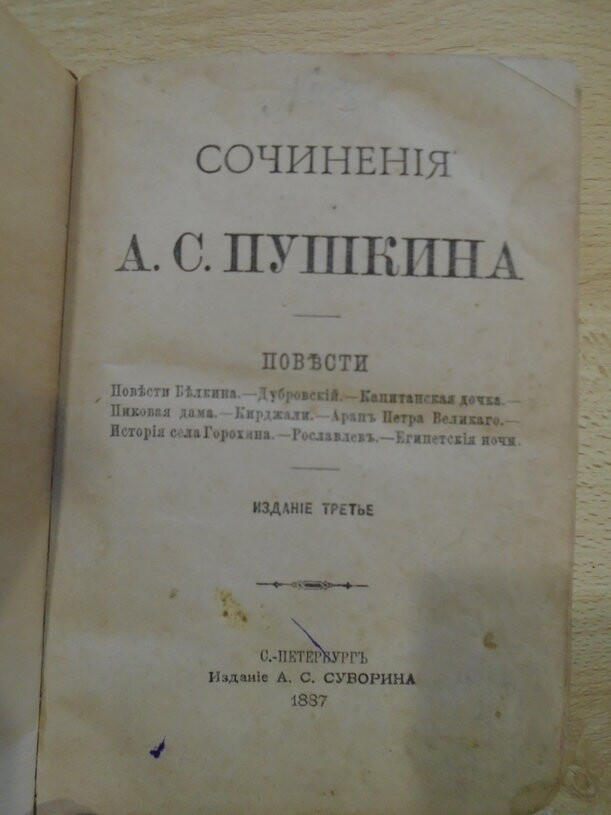 СОЧИНЕНІЯ
А. С. ПУШКИНА
ПОВѢСТИ
Повѣсти Бѣлкина.—Дубровскій.—Капитанская дочка.—
Пиковая дама.—Кирджали.—Арапъ Петра Великаго.—
Исторія села Горохина.—Рославлевъ.—Египетскія ночи.
ИЗДАНІЕ ТРЕТЬЕ
С.-ПЕТЕРБУРГЪ
Изданіе А. С. СУВОРИНА
1887